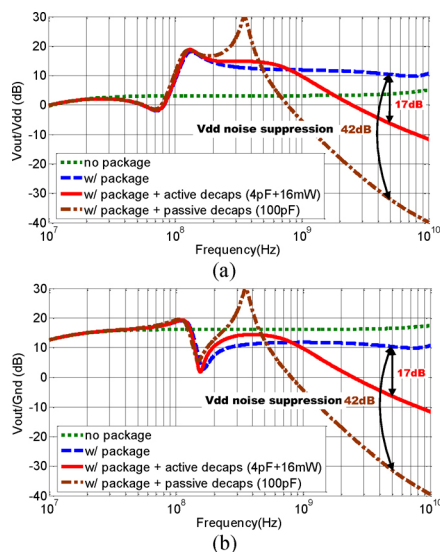 30
20
10
0
-10
-20
-30
-40
Vout/Vdd (dB)
17dB
Vdd noise suppression 42dB
no package
w/ package
w/ package + active decaps (4pF+16mW)
w/ package + passive decaps (100pF)
10^7 10^8 10^9 10^10
Frequency(Hz)
(a)
30
20
10
0
-10
-20
-30
-40
Vout/Gnd (dB)
17dB
Vdd noise suppression 42dB
no package
w/ package
w/ package + active decaps (4pF+16mW)
w/ package + passive decaps (100pF)
10^7 10^8 10^9 10^10
Frequency(Hz)
(b)